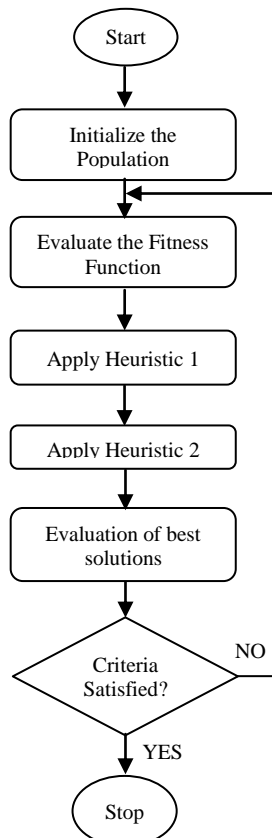 Start
Initialize the
Population
Evaluate the Fitness
Function
Apply Heuristic 1
Apply Heuristic 2
Evaluation of best
solutions
Criteria
Satisfied?
NO
YES
Stop